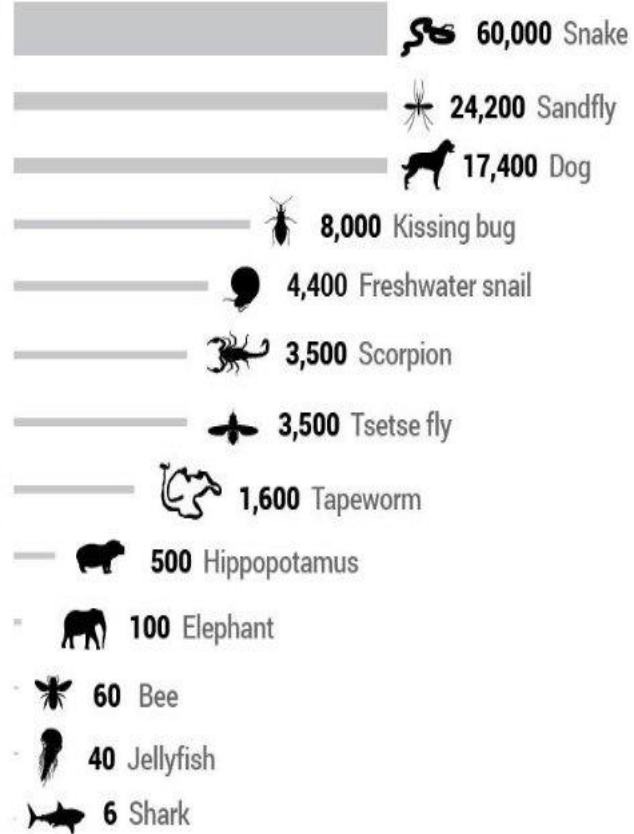 60,000 Snake
24,200 Sandfly
17,400 Dog
8,000 Kissing bug
4,400 Freshwater snail
3,500 Scorpion
3,500 Tsetse fly
1,600 Tapeworm
500 Hippopotamus
100 Elephant
60 Bee
40 Jellyfish
6 Shark